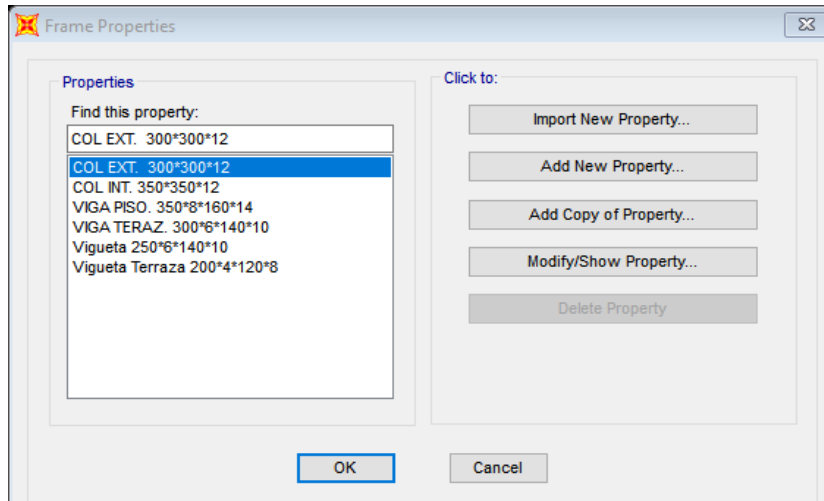 Frame Properties
Properties
Find this property:
COL EXT.  300*300*12
COL EXT.  300*300*12
COL INT. 350*350*12
VIGA PISO. 350*8*160*14
VIGA TERAZ. 300*6*140*10
Vigueta 250*6*140*10
Vigueta Terraza 200*4*120*8
Click to:
Import New Property...
Add New Property...
Add Copy of Property...
Modify/Show Property...
Delete Property
OK
Cancel